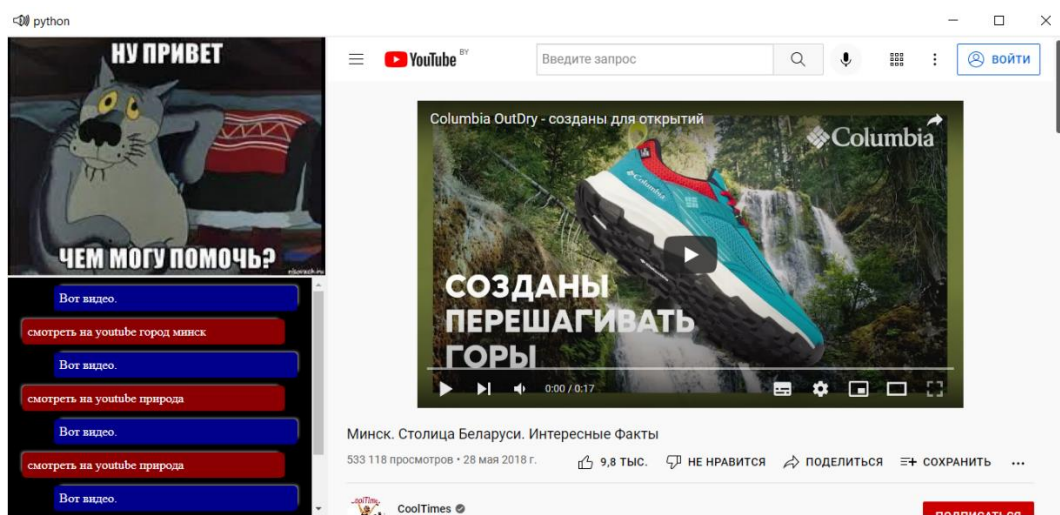 python
НУ ПРИВЕТ
ЧЕМ МОГУ ПОМОЧЬ?
Вот видео.
смотреть на youtube город минск
Вот видео.
смотреть на youtube природа
Вот видео.
смотреть на youtube природа
Вот видео.
YouTube BY
Введите запрос
ВОЙТИ
Columbia OutDry - созданы для открытий
Columbia
Columbia
СОЗДАНЫ
ПЕРЕШАГИВАТЬ
ГОРЫ
0:00 / 0:17
Минск. Столица Беларуси. Интересные Факты
533 118 просмотров • 28 мая 2018 г.
9,8 ТЫС.
НЕ НРАВИТСЯ
ПОДЕЛИТЬСЯ
СОХРАНИТЬ
CoolTimes
ПОДПИСАТЬСЯ